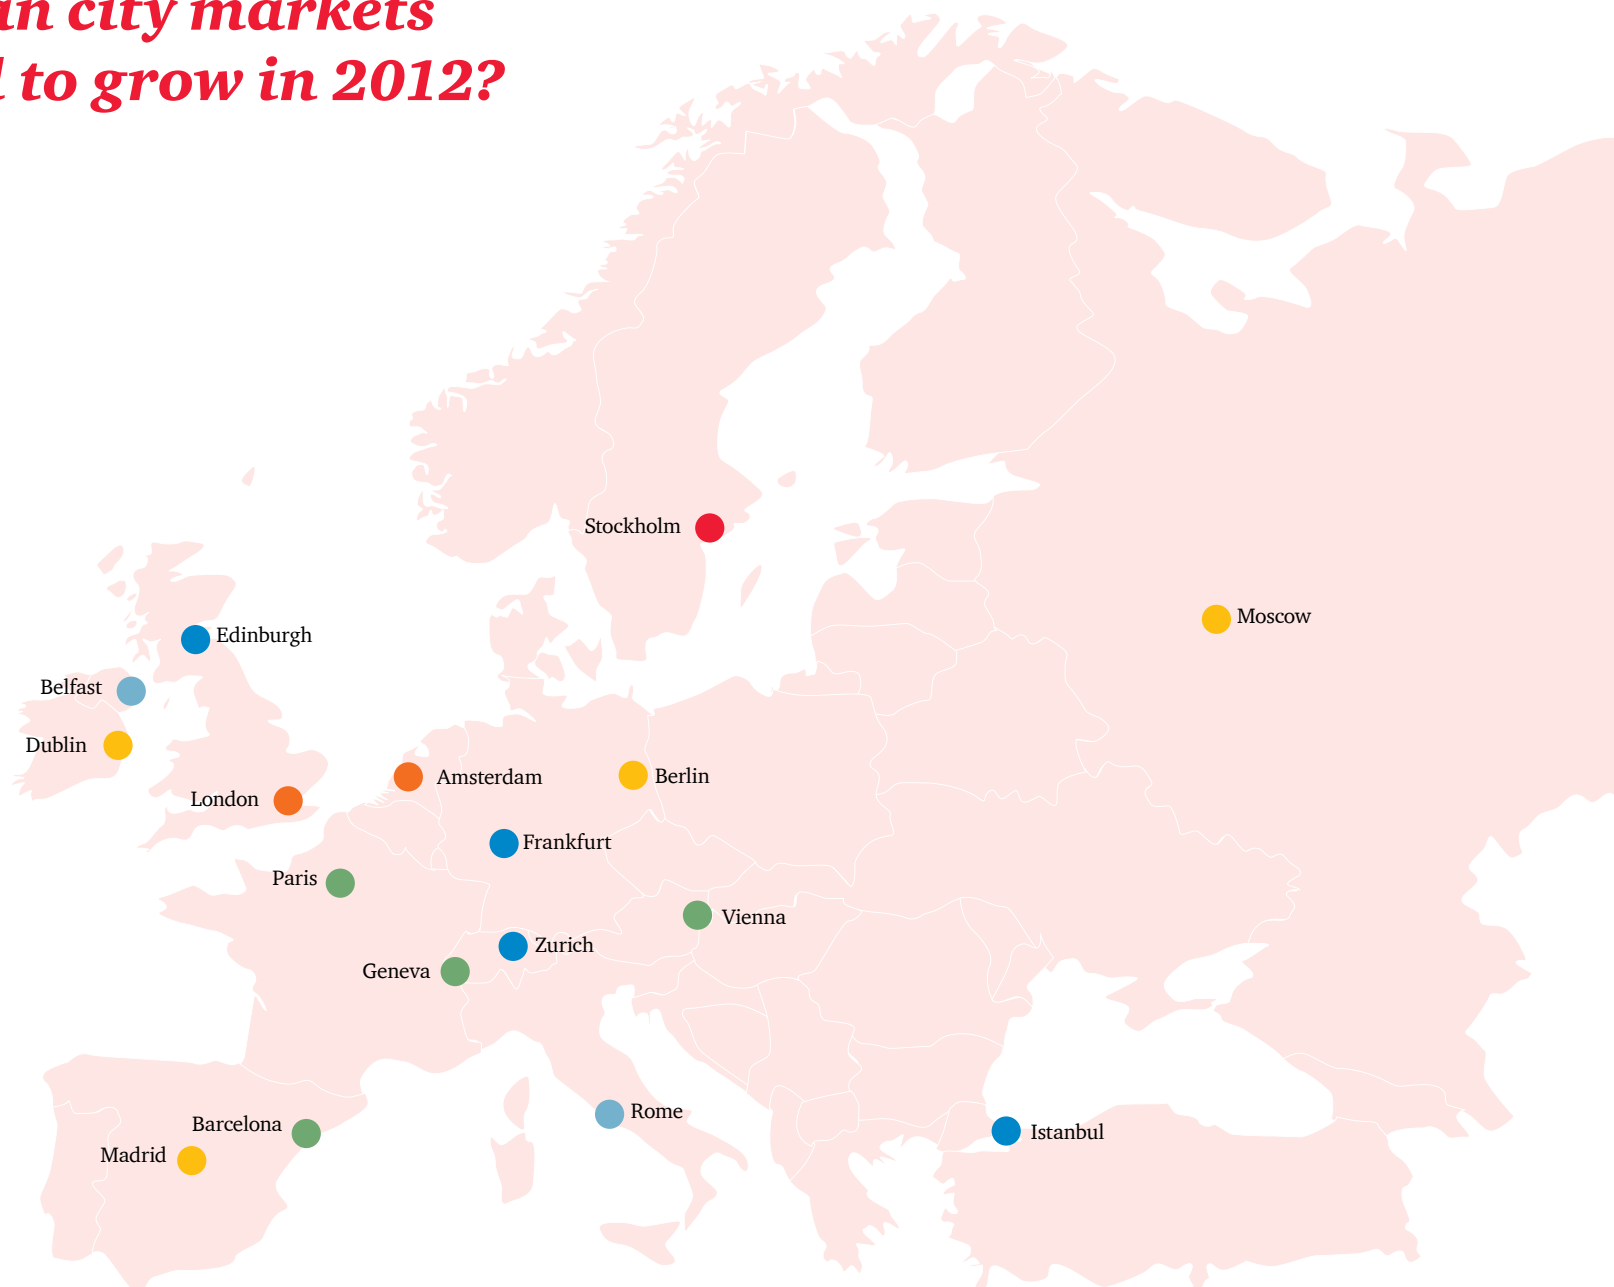 an city markets
to grow in 2012?
Stockholm
Moscow
Edinburgh
Belfast
Dublin
Amsterdam
Berlin
London
Frankfurt
Paris
Vienna
Zurich
Geneva
Rome
Barcelona
Istanbul
Madrid